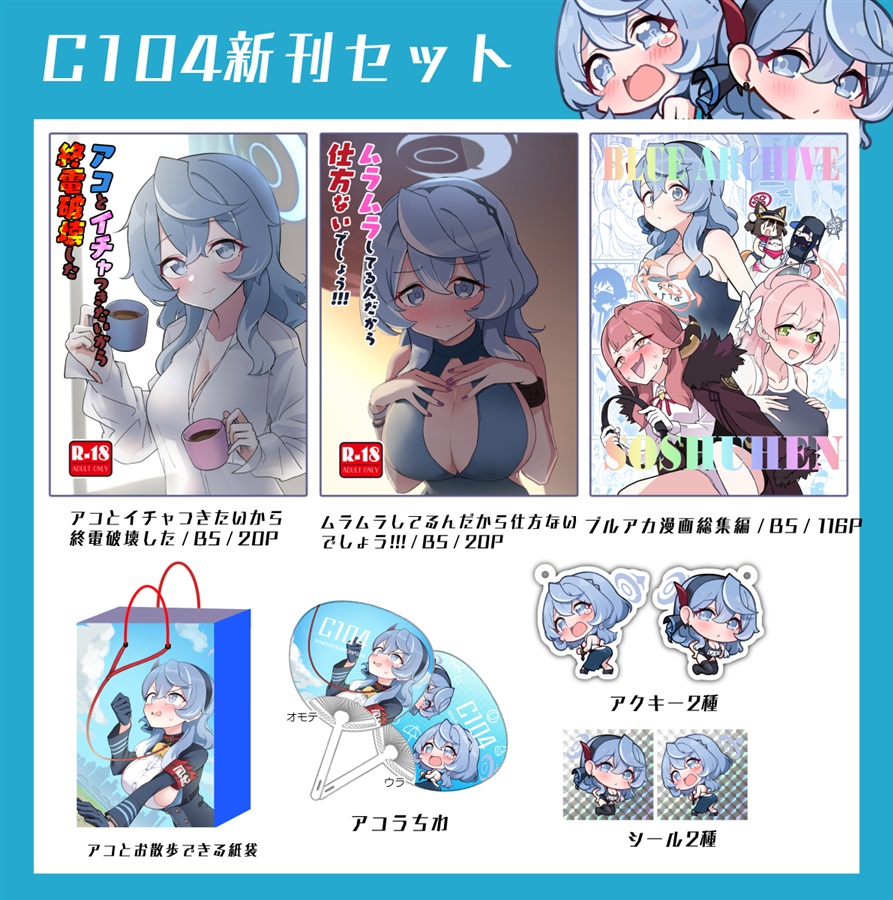 C104新刊セット
アコとイチャつきたいから
終電破壊した
ムラムラしてるんだから
仕方ないでしょう!!!
BLUE ARCHIVE
SOSHUHEN
R-18
ADULT ONLY
R-18
ADULT ONLY
アコとイチャつきたいから
終電破壊した / B5 / 20P
ムラムラしてるんだから仕方ない
でしょう!!! / B5 / 20P
ブルアカ漫画総集編 / B5 / 116P
C104
オモテ
C104
ウラ
アクキー2種
アコとお散歩できる紙袋
アコうちわ
シール2種